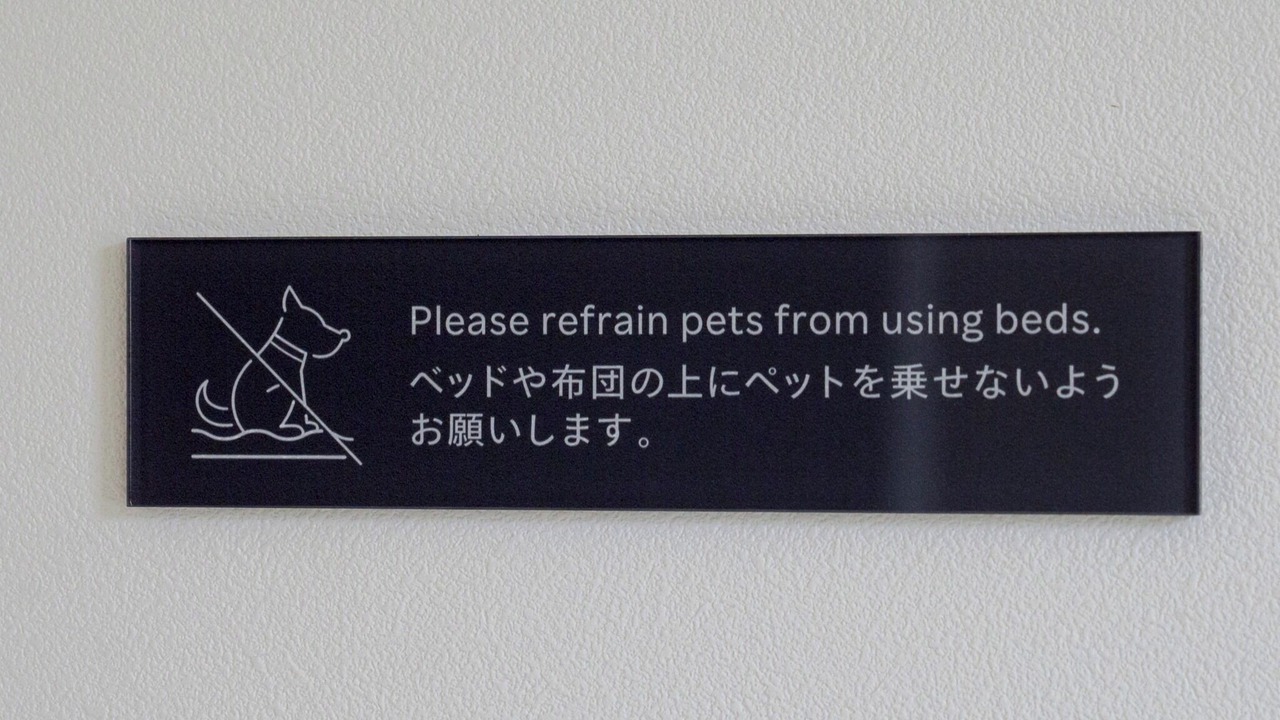 Please refrain pets from using beds.
ベッドや布団の上にペットを乗せないよう
お願いします。